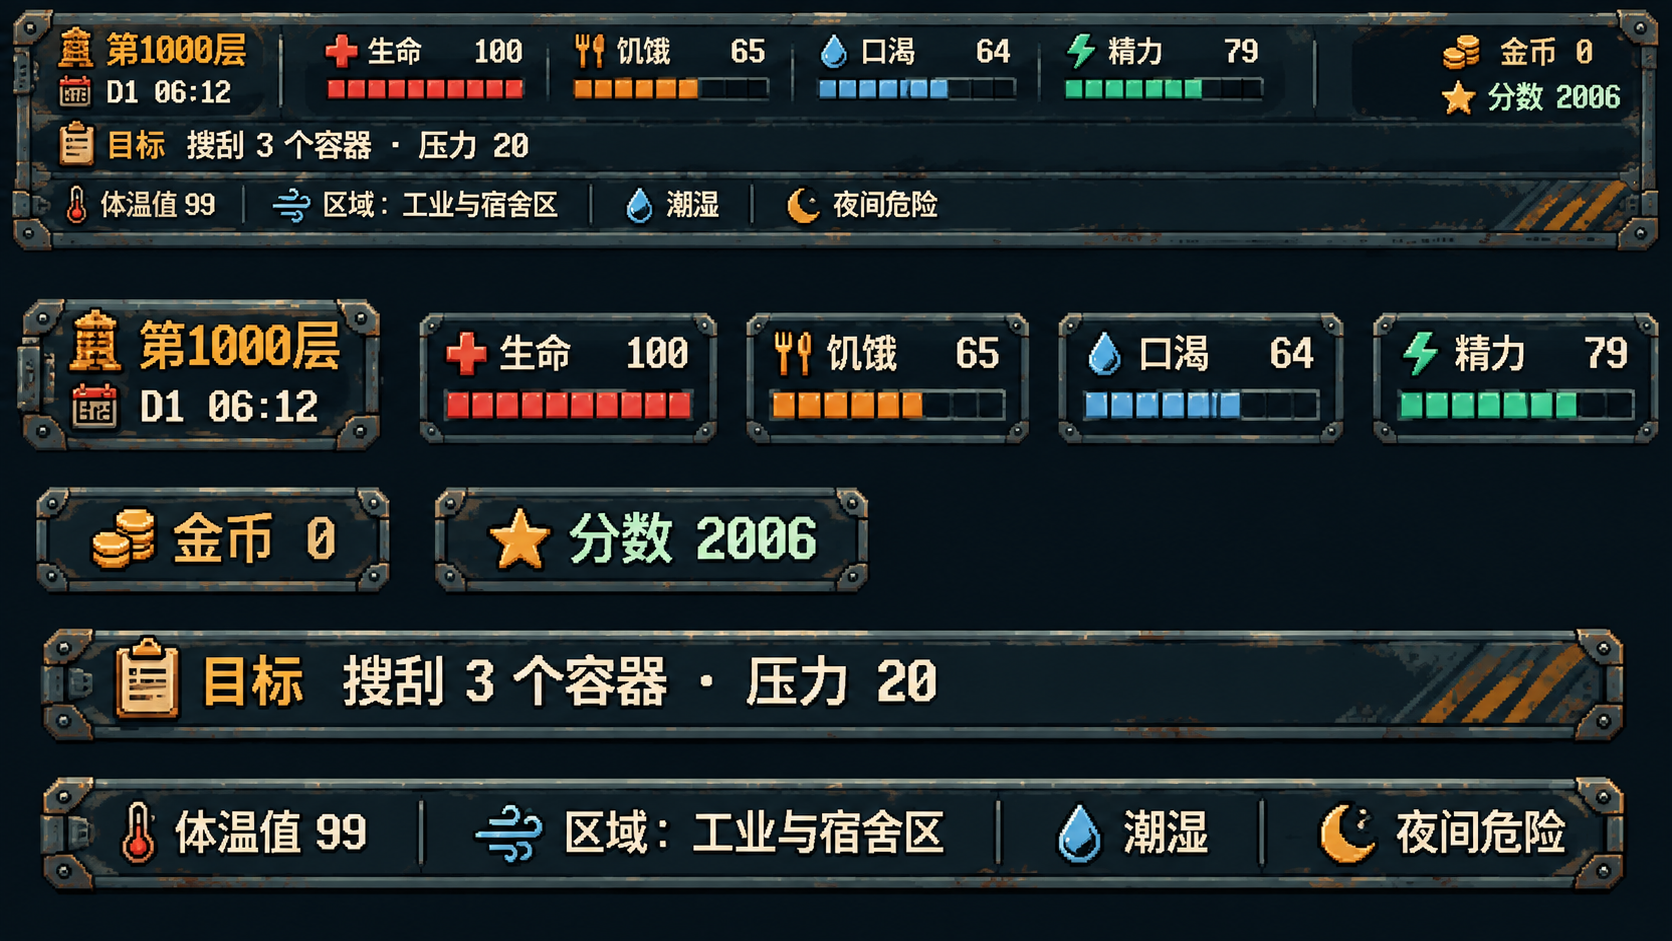 第1000层 生命 100 饥饿 65 口渴 64 精力 79 金币 0
D1 06:12 分数 2006
目标 搜刮 3 个容器 · 压力 20
体温值 99 区域：工业与宿舍区 潮湿 夜间危险
第1000层 生命 100 饥饿 65 口渴 64 精力 79
D1 06:12
金币 0 分数 2006
目标 搜刮 3 个容器 · 压力 20
体温值 99 区域：工业与宿舍区 潮湿 夜间危险